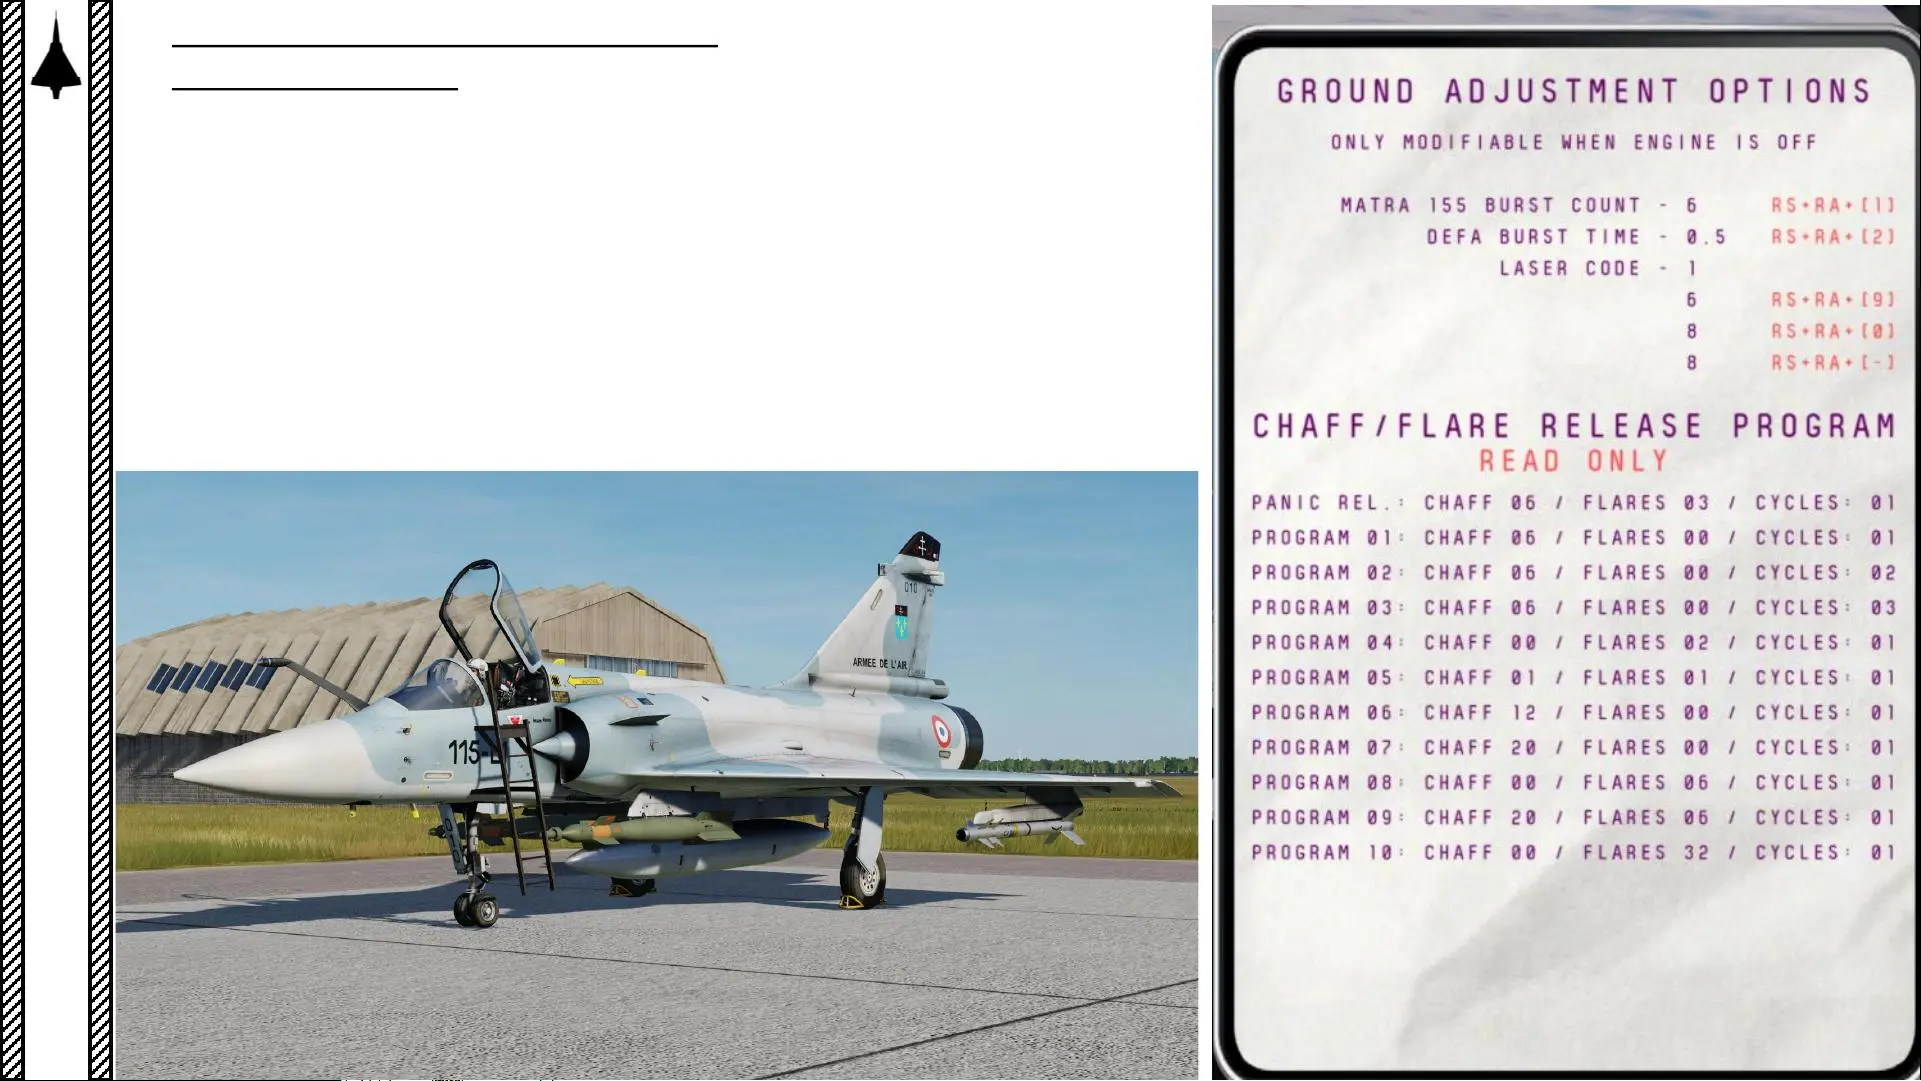 GROUND ADJUSTMENT OPTIONS
ONLY MODIFIABLE WHEN ENGINE IS OFF
MATRA 155 BURST COUNT - 6 RS+RA+[1]
DEFA BURST TIME - 0.5 RS+RA+[2]
LASER CODE - 1
6 RS+RA+[9]
8 RS+RA+[0]
8 RS+RA+[-]
CHAFF/FLARE RELEASE PROGRAM
READ ONLY
PANIC REL.: CHAFF 06 / FLARES 03 / CYCLES: 01
PROGRAM 01: CHAFF 06 / FLARES 00 / CYCLES: 01
PROGRAM 02: CHAFF 06 / FLARES 00 / CYCLES: 02
PROGRAM 03: CHAFF 06 / FLARES 00 / CYCLES: 03
PROGRAM 04: CHAFF 00 / FLARES 02 / CYCLES: 01
PROGRAM 05: CHAFF 01 / FLARES 01 / CYCLES: 01
PROGRAM 06: CHAFF 12 / FLARES 00 / CYCLES: 01
PROGRAM 07: CHAFF 20 / FLARES 00 / CYCLES: 01
PROGRAM 08: CHAFF 00 / FLARES 06 / CYCLES: 01
PROGRAM 09: CHAFF 20 / FLARES 06 / CYCLES: 01
PROGRAM 10: CHAFF 00 / FLARES 32 / CYCLES: 01
010
ARMEE DE L'AIR
115-